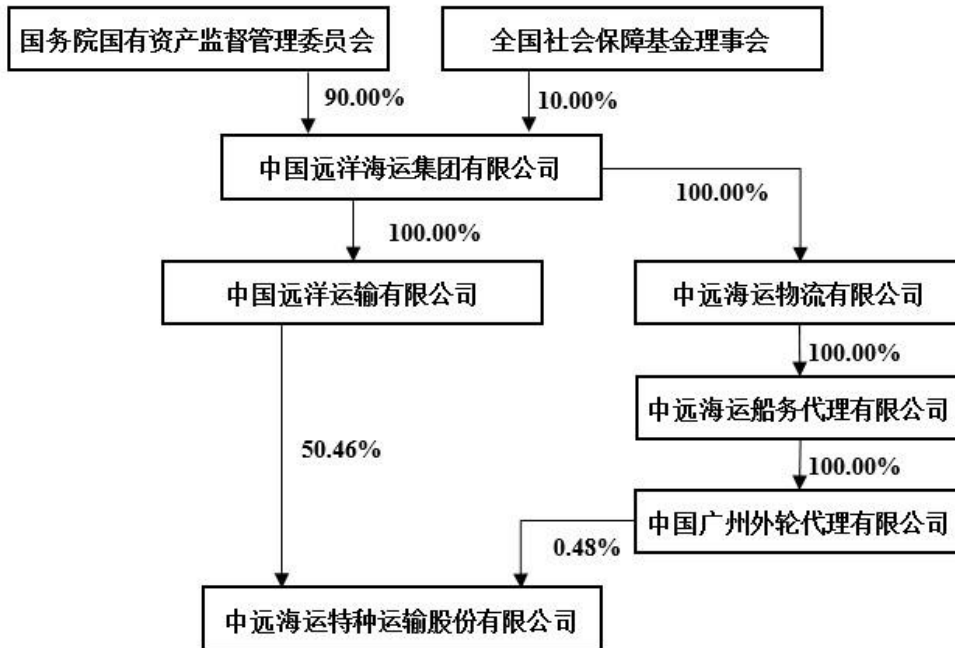 国务院国有资产监督管理委员会
全国社会保障基金理事会
90.00%
10.00%
中国远洋海运集团有限公司
100.00%
100.00%
中国远洋运输有限公司
中远海运物流有限公司
100.00%
中远海运船务代理有限公司
50.46%
100.00%
中国广州外轮代理有限公司
0.48%
中远海运特种运输股份有限公司